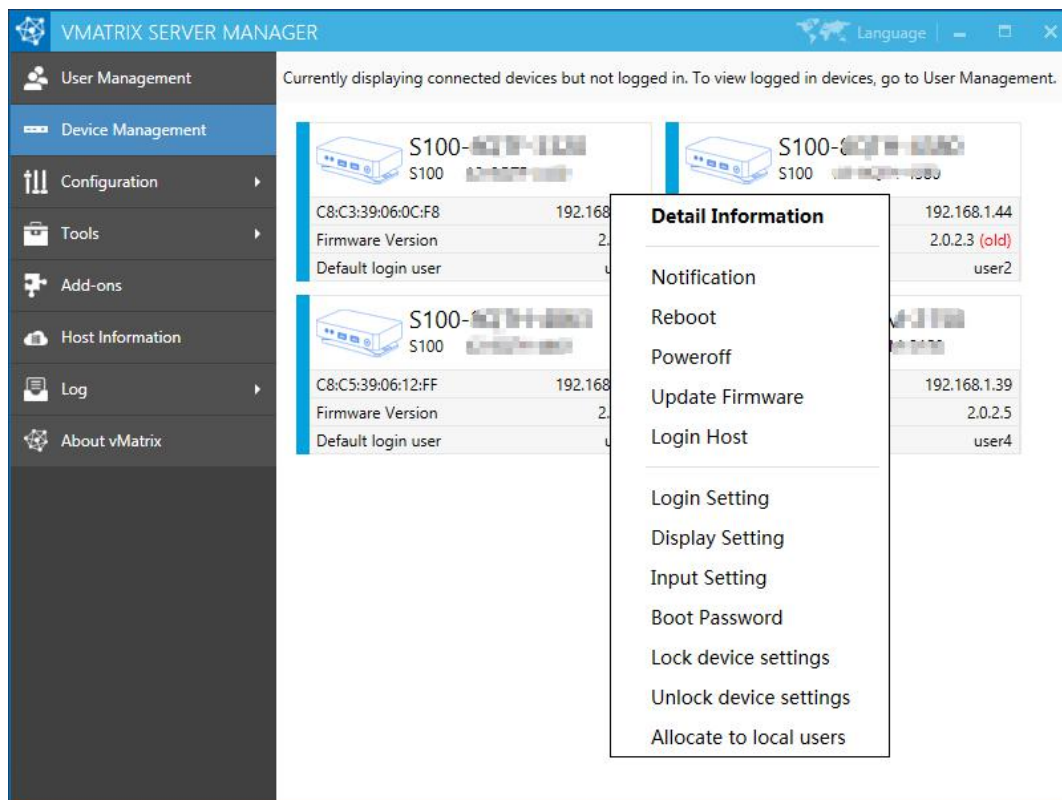 VMATRIX SERVER MANAGER
Language
User Management
Device Management
Configuration
Tools
Add-ons
Host Information
Log
About vMatrix
Currently displaying connected devices but not logged in. To view logged in devices, go to User Management.
S100-
S100
C8:C3:39:06:0C:F8 192.168
Firmware Version 2.
Default login user
S100-
S100
192.168.1.44
2.0.2.3 (old)
user2
S100-
S100
C8:C5:39:06:12:FF 192.168
Firmware Version 2.
Default login user
192.168.1.39
2.0.2.5
user4
Detail Information
Notification
Reboot
Poweroff
Update Firmware
Login Host
Login Setting
Display Setting
Input Setting
Boot Password
Lock device settings
Unlock device settings
Allocate to local users